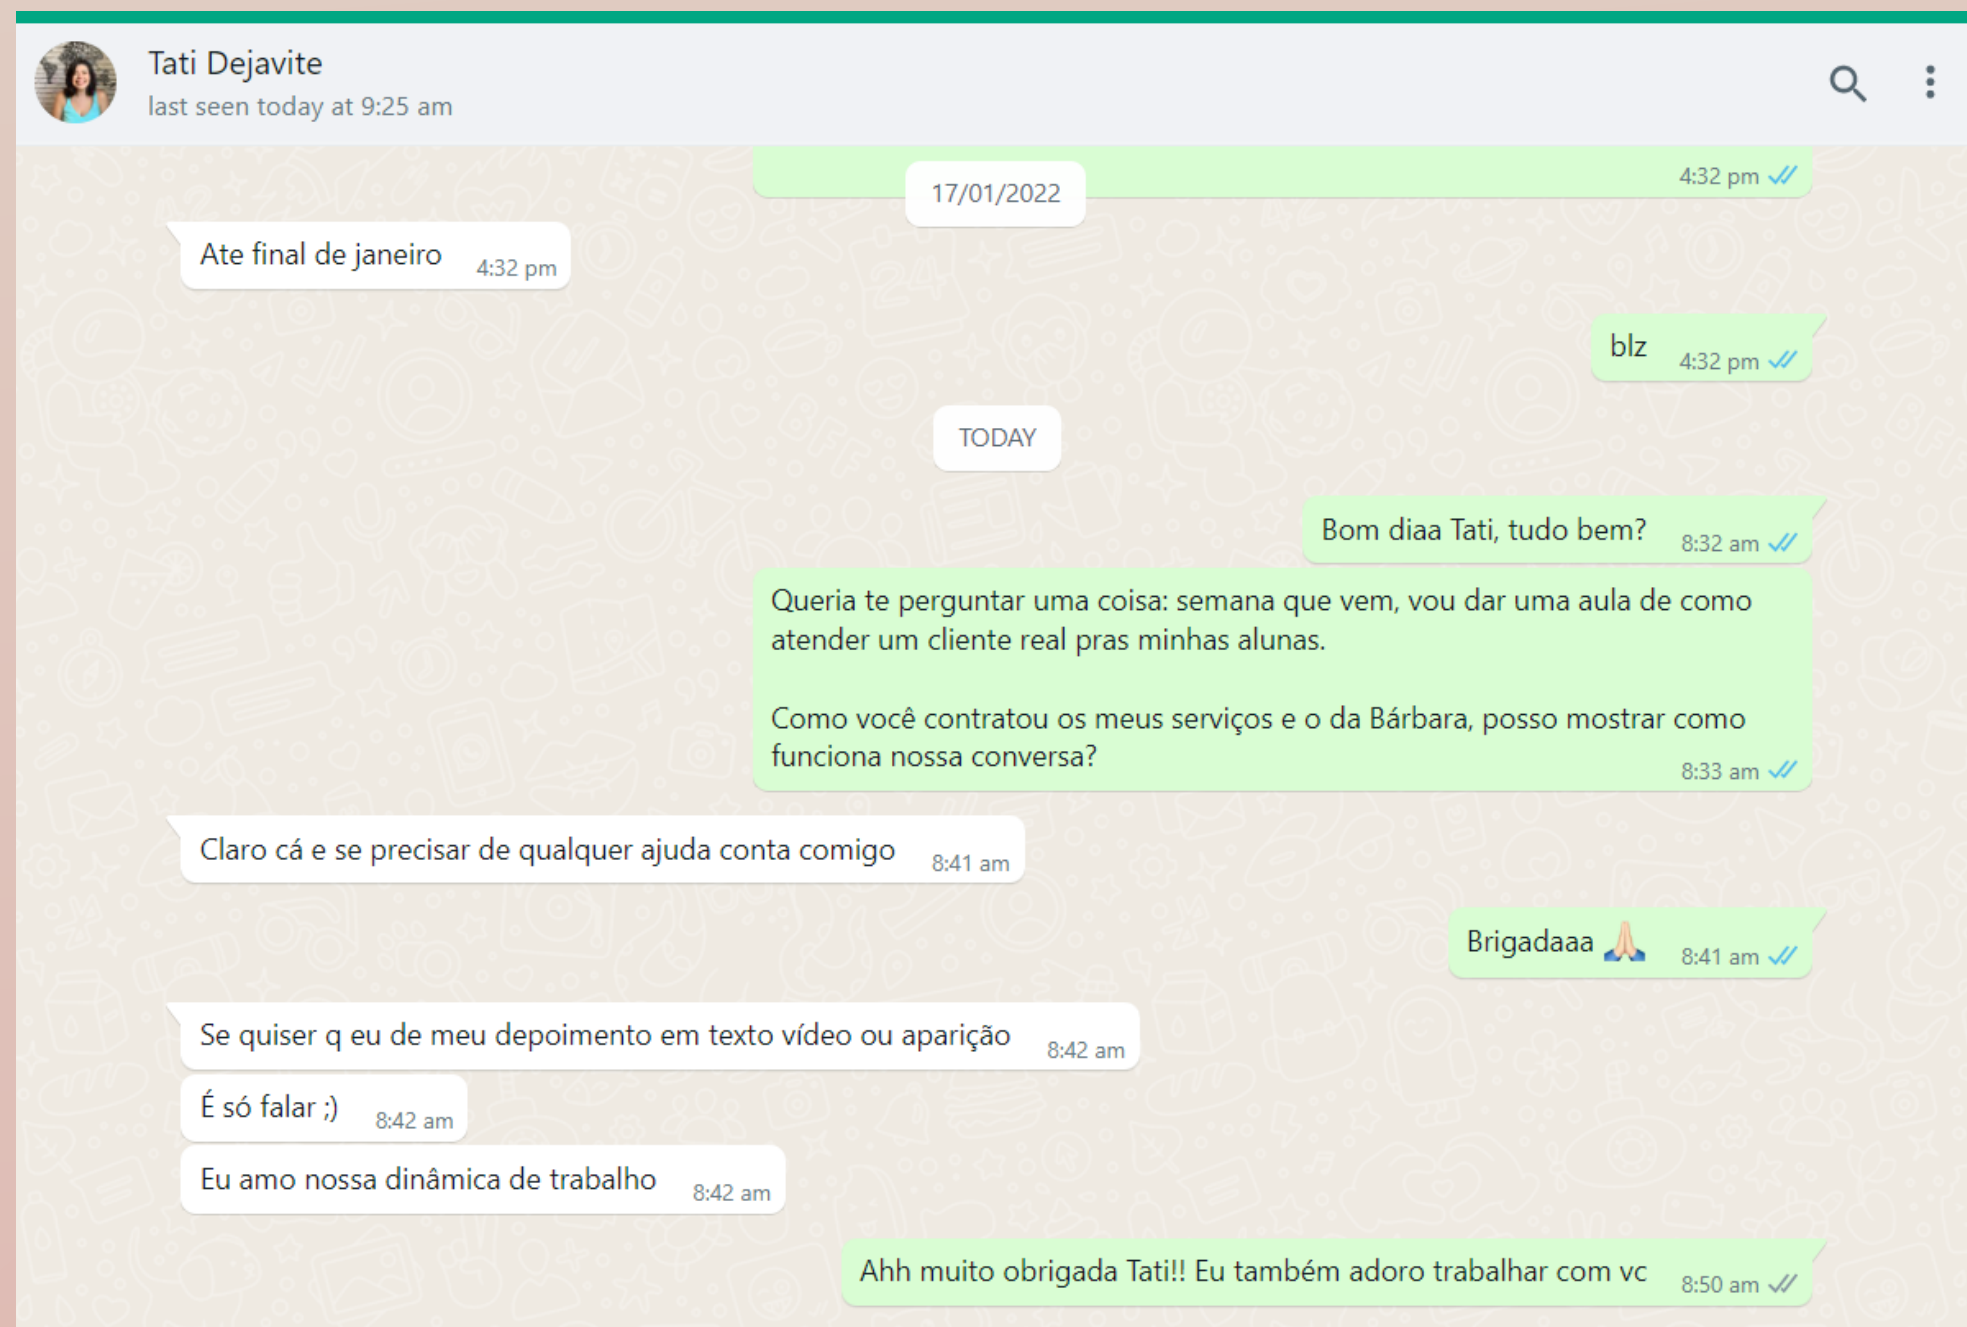 Tati Dejavite
last seen today at 9:25 am
4:32 pm
17/01/2022
Ate final de janeiro 4:32 pm
blz 4:32 pm
TODAY
Bom diaa Tati, tudo bem? 8:32 am
Queria te perguntar uma coisa: semana que vem, vou dar uma aula de como
atender um cliente real pras minhas alunas.
Como você contratou os meus serviços e o da Bárbara, posso mostrar como
funciona nossa conversa? 8:33 am
Claro cá e se precisar de qualquer ajuda conta comigo 8:41 am
Brigadaaa 🙏🏻 8:41 am
Se quiser q eu de meu depoimento em texto vídeo ou aparição 8:42 am
É só falar ;) 8:42 am
Eu amo nossa dinâmica de trabalho 8:42 am
Ahh muito obrigada Tati!! Eu também adoro trabalhar com vc 8:50 am